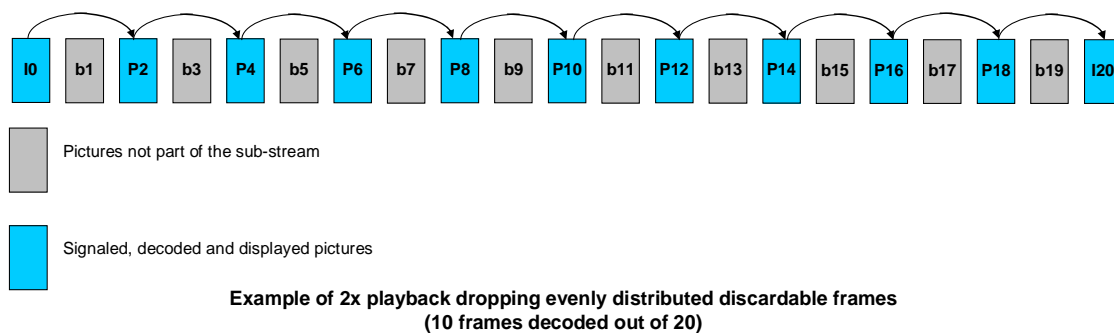 I0 b1 P2 b3 P4 b5 P6 b7 P8 b9 P10 b11 P12 b13 P14 b15 P16 b17 P18 b19 I20
Pictures not part of the sub-stream
Signaled, decoded and displayed pictures
Example of 2x playback dropping evenly distributed discardable frames
(10 frames decoded out of 20)